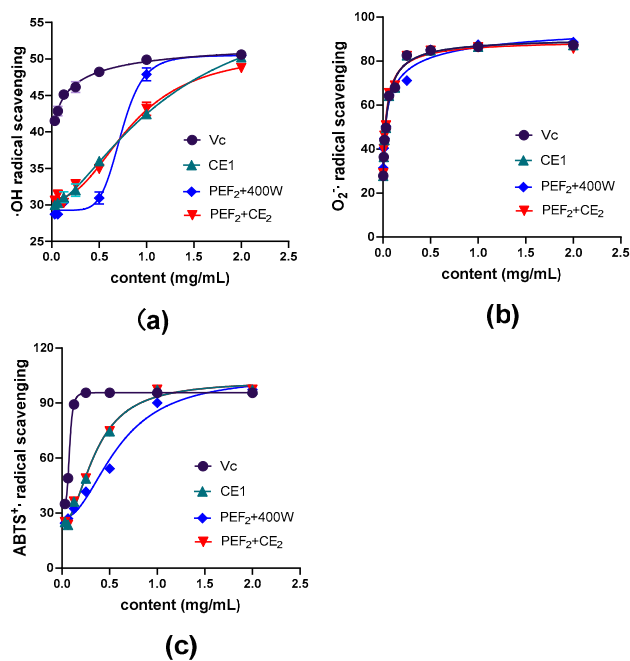 ·OH radical scavenging
55
50
45
40
35
30
25
0.0 0.5 1.0 1.5 2.0 2.5
content (mg/mL)
Vc
CE1
PEF₂+400W
PEF₂+CE₂
(a)
O₂⁻· radical scavenging
100
80
60
40
20
0
0.0 0.5 1.0 1.5 2.0 2.5
content (mg/mL)
Vc
CE1
PEF₂+400W
PEF₂+CE₂
(b)
ABTS⁺· radical scavenging
120
90
60
30
0
0.0 0.5 1.0 1.5 2.0 2.5
content (mg/mL)
Vc
CE1
PEF₂+400W
PEF₂+CE₂
(c)